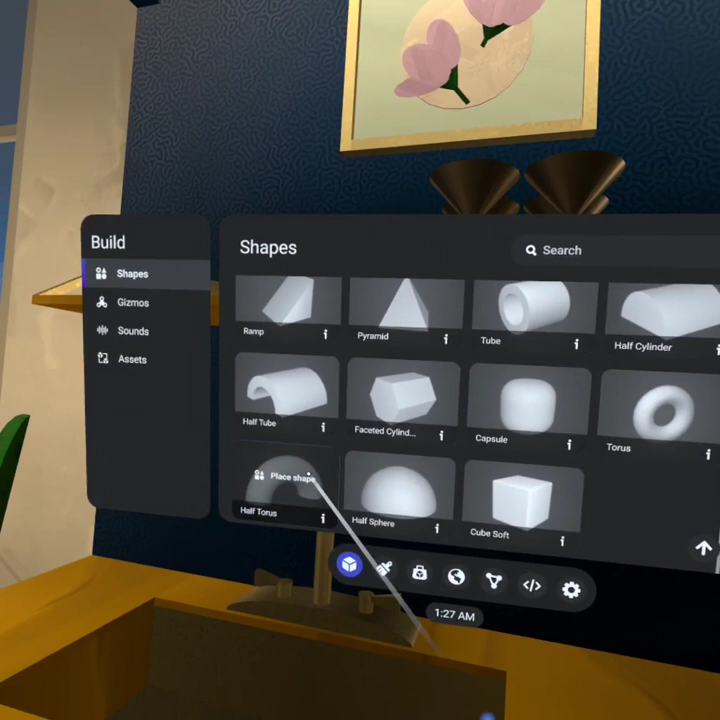 Build
Shapes
Gizmos
Sounds
Assets
Shapes
Search
Ramp
Pyramid
Tube
Half Cylinder
Half Tube
Faceted Cylind...
Capsule
Torus
Place shape
Half Torus
Half Sphere
Cube Soft
1:27 AM